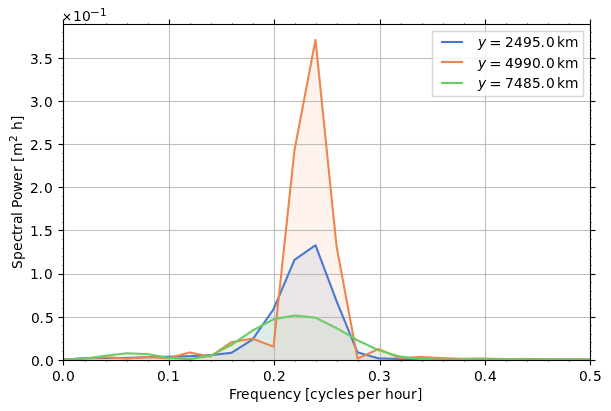 ×10⁻¹
Spectral Power [m² h]
3.5
3.0
2.5
2.0
1.5
1.0
0.5
0.0
0.0 0.1 0.2 0.3 0.4 0.5
Frequency [cycles per hour]
y = 2495.0 km
y = 4990.0 km
y = 7485.0 km